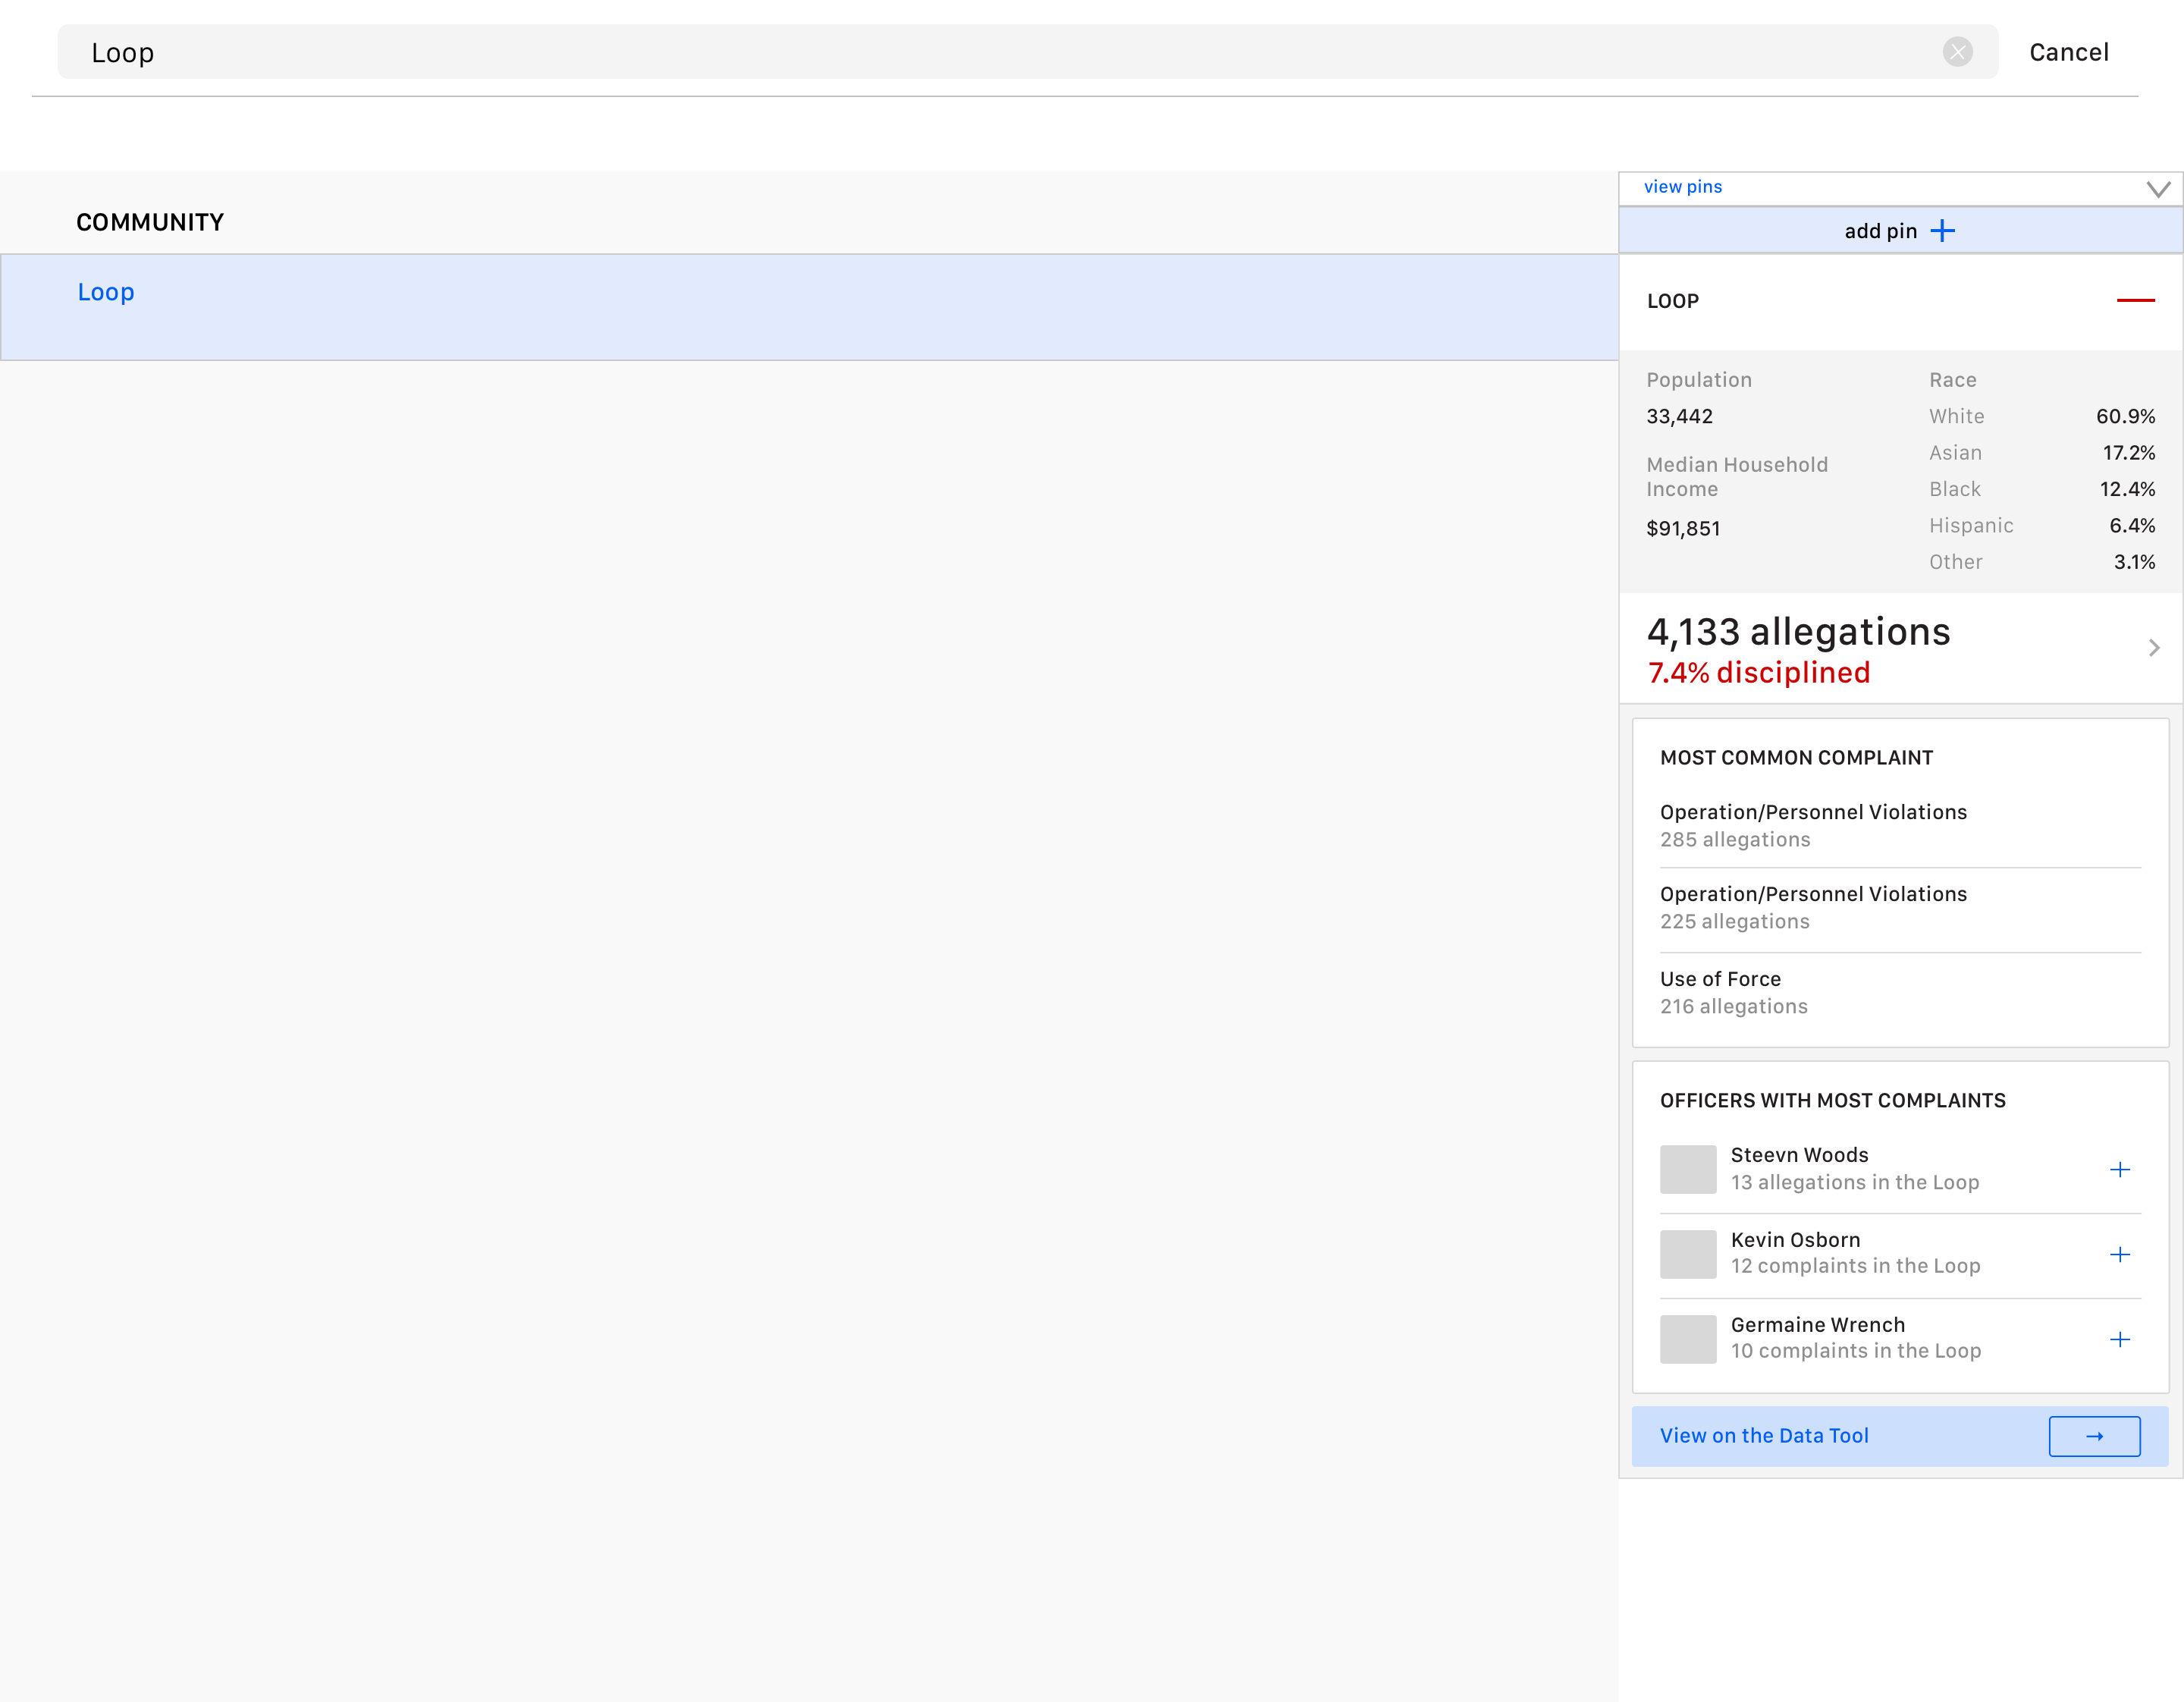 Loop
Cancel
COMMUNITY
Loop
view pins
add pin
LOOP
Population
33,442
Median Household
Income
$91,851
Race
White 60.9%
Asian 17.2%
Black 12.4%
Hispanic 6.4%
Other 3.1%
4,133 allegations
7.4% disciplined
MOST COMMON COMPLAINT
Operation/Personnel Violations
285 allegations
Operation/Personnel Violations
225 allegations
Use of Force
216 allegations
OFFICERS WITH MOST COMPLAINTS
Steevn Woods
13 allegations in the Loop
Kevin Osborn
12 complaints in the Loop
Germaine Wrench
10 complaints in the Loop
View on the Data Tool